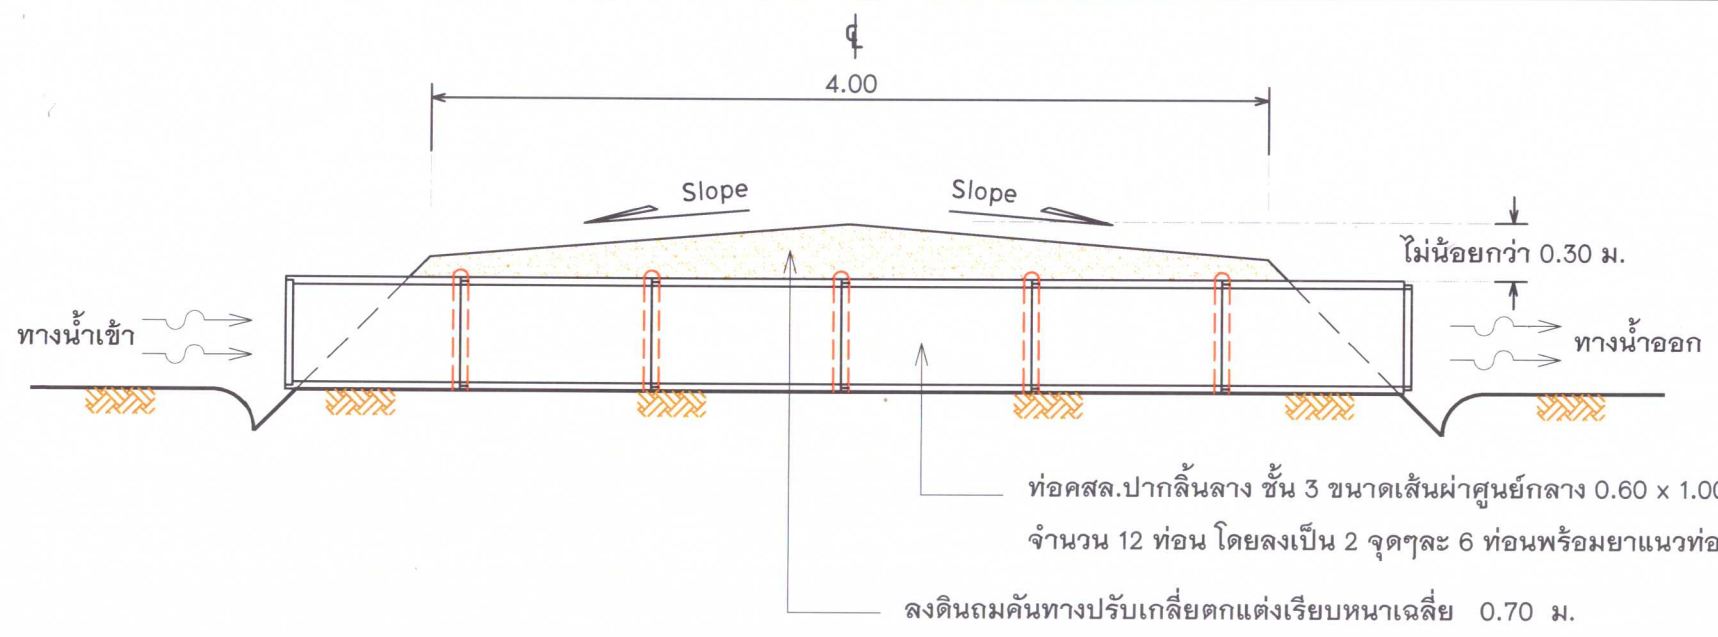 ℄
4.00
Slope
Slope
ไม่น้อยกว่า 0.30 ม.
ทางน้ำเข้า
ทางน้ำออก
ท่อคสล.ปากลิ้นลาง ชั้น 3 ขนาดเส้นผ่าศูนย์กลาง 0.60 x 1.00
จำนวน 12 ท่อน โดยลงเป็น 2 จุดๆละ 6 ท่อนพร้อมยาแนวท่อ
ลงดินถมคันทางปรับเกลี่ยตกแต่งเรียบหนาเฉลี่ย 0.70 ม.